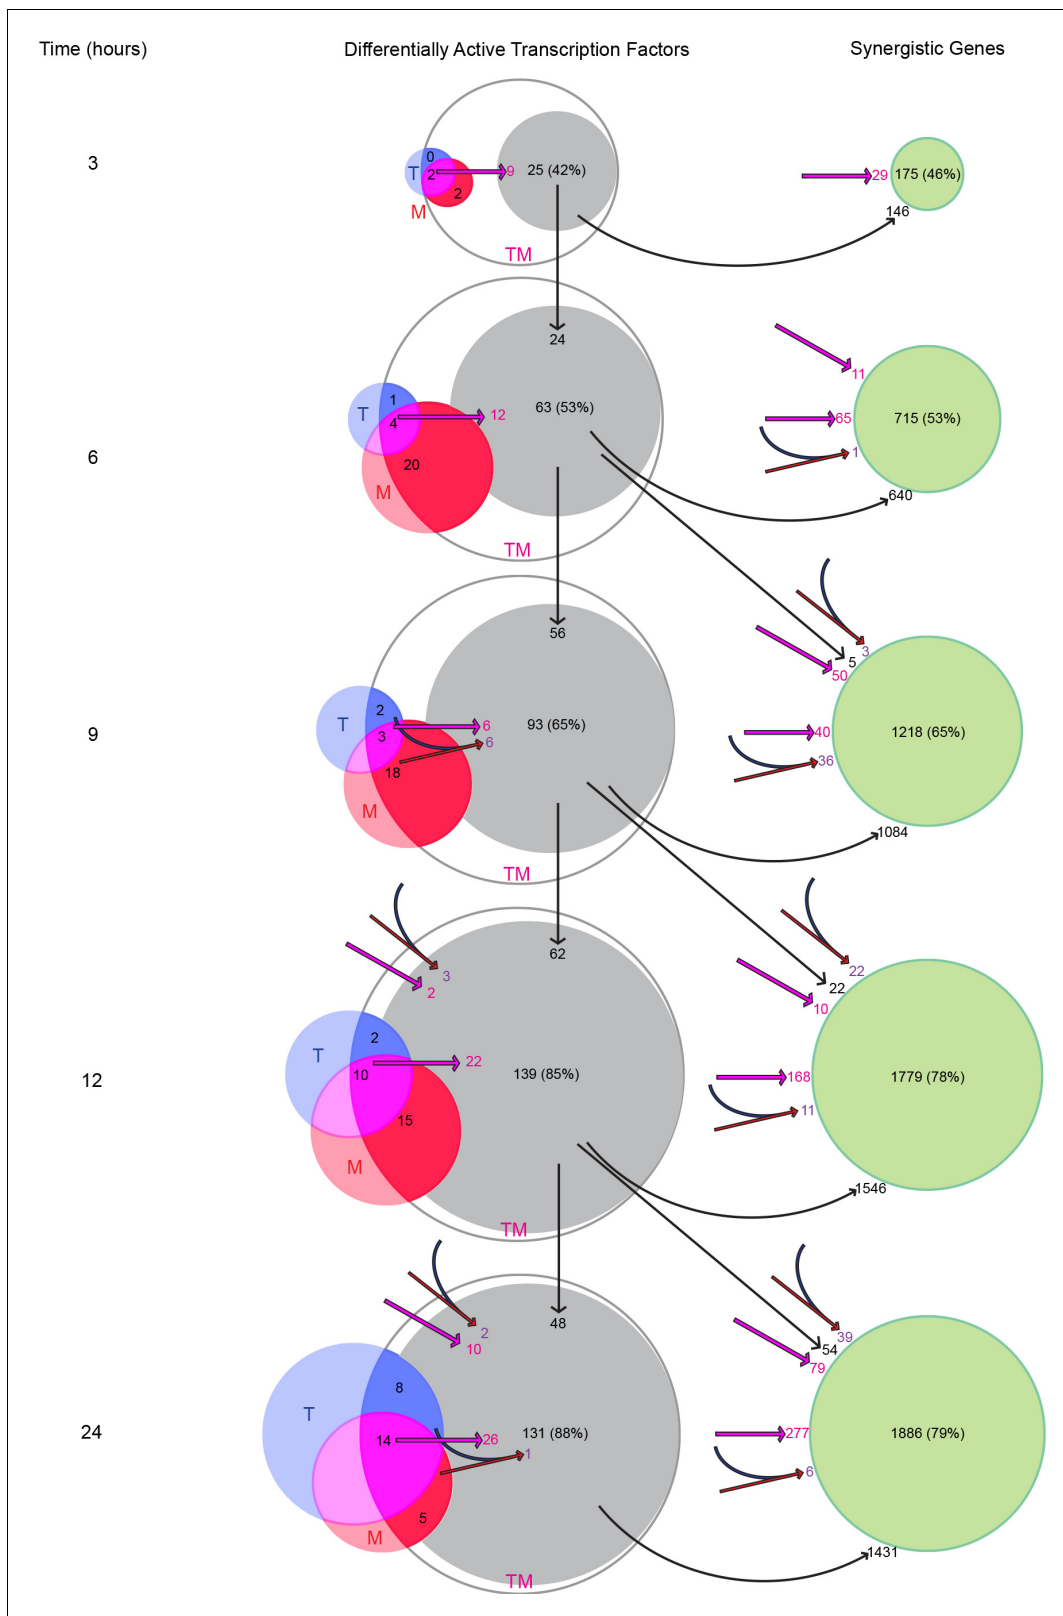 Time (hours) Differentially Active Transcription Factors Synergistic Genes
3
0
T 2 9 25 (42%) 29 175 (46%)
2
M 146
TM
24
11
1
T 4 12 63 (53%) 65 715 (53%)
6 20 1
M 640
TM
56 3
5
50
2
T 3 6 93 (65%) 40 1218 (65%)
9 6 36
18
M 1084
TM
62
3 22
2 22
10
2
T 10 22 139 (85%) 168 1779 (78%)
12 15 11
M 1546
TM
48 39
2 54
10 79
8
T
24 14 26 131 (88%) 277 1886 (79%)
1 6
5
M 1431
TM